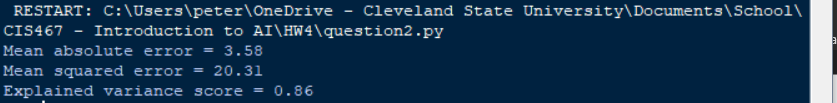 RESTART: C:\Users\peter\OneDrive - Cleveland State University\Documents\School\
CIS467 - Introduction to AI\HW4\question2.py
Mean absolute error = 3.58
Mean squared error = 20.31
Explained variance score = 0.86